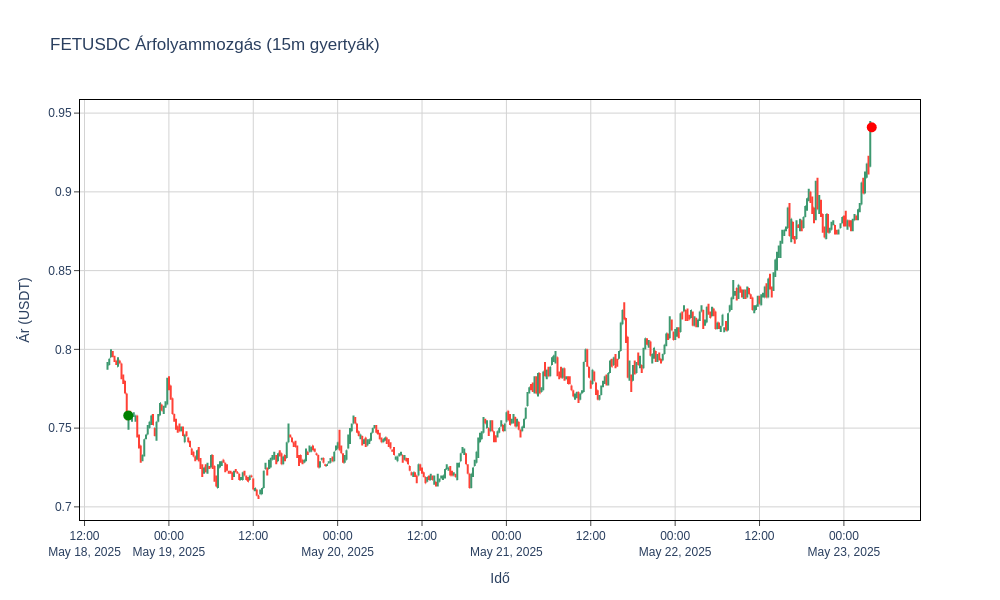 FETUSDC Árfolyammozgás (15m gyertyák)
0.95
0.9
0.85
0.8
0.75
0.7
Ár (USDT)
12:00 00:00 12:00 00:00 12:00 00:00 12:00 00:00 12:00 00:00
May 18, 2025 May 19, 2025 May 20, 2025 May 21, 2025 May 22, 2025 May 23, 2025
Idő